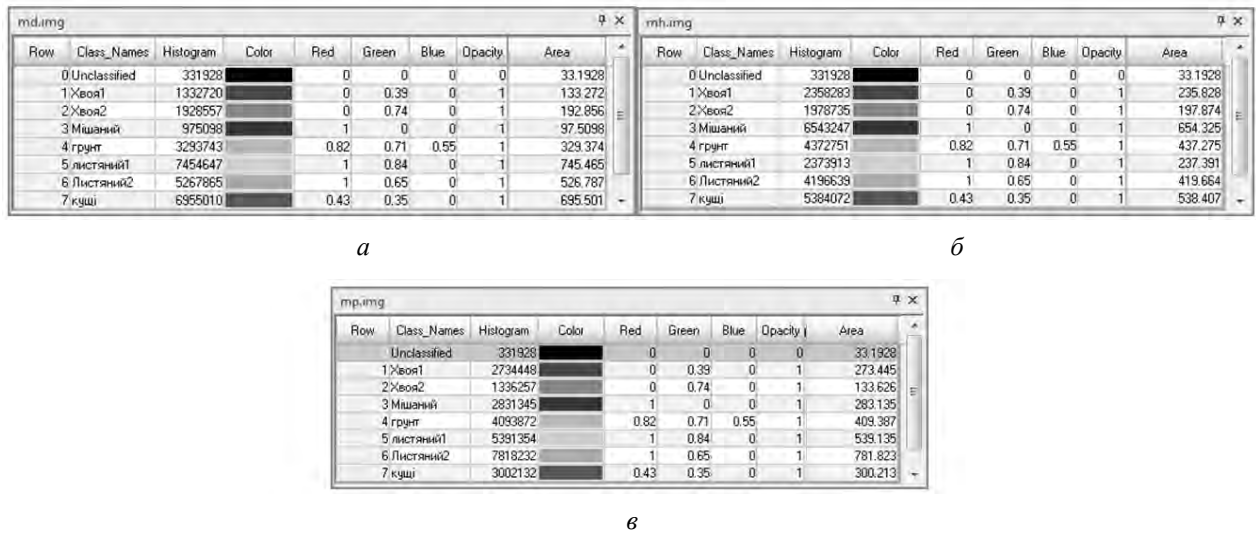 md.img
Row Class_Names Histogram Color Red Green Blue Opacity Area
0 Unclassified 331928 0 0 0 0 33.1928
1 Хвоя1 1332720 0 0.39 0 1 133.272
2 Хвоя2 1928557 0 0.74 0 1 192.856
3 Мішаний 975098 1 0 0 1 97.5098
4 грунт 3293743 0.82 0.71 0.55 1 329.374
5 листяний1 7454647 1 0.84 0 1 745.465
6 Листяний2 5267865 1 0.65 0 1 526.787
7 кущі 6955010 0.43 0.35 0 1 695.501
а
mh.img
Row Class_Names Histogram Color Red Green Blue Opacity Area
0 Unclassified 331928 0 0 0 0 33.1928
1 Хвоя1 2358283 0 0.39 0 1 235.828
2 Хвоя2 1978735 0 0.74 0 1 197.874
3 Мішаний 6543247 1 0 0 1 654.325
4 грунт 4372751 0.82 0.71 0.55 1 437.275
5 листяний1 2373913 1 0.84 0 1 237.391
6 Листяний2 4196639 1 0.65 0 1 419.664
7 кущі 5384072 0.43 0.35 0 1 538.407
б
mp.img
Row Class_Names Histogram Color Red Green Blue Opacity Area
Unclassified 331928 0 0 0 0 33.1928
1 Хвоя1 2734448 0 0.39 0 1 273.445
2 Хвоя2 1336257 0 0.74 0 1 133.626
3 Мішаний 2831345 1 0 0 1 283.135
4 грунт 4093872 0.82 0.71 0.55 1 409.387
5 листяний1 5391354 1 0.84 0 1 539.135
6 Листяний2 7818232 1 0.65 0 1 781.823
7 кущі 3002132 0.43 0.35 0 1 300.213
в